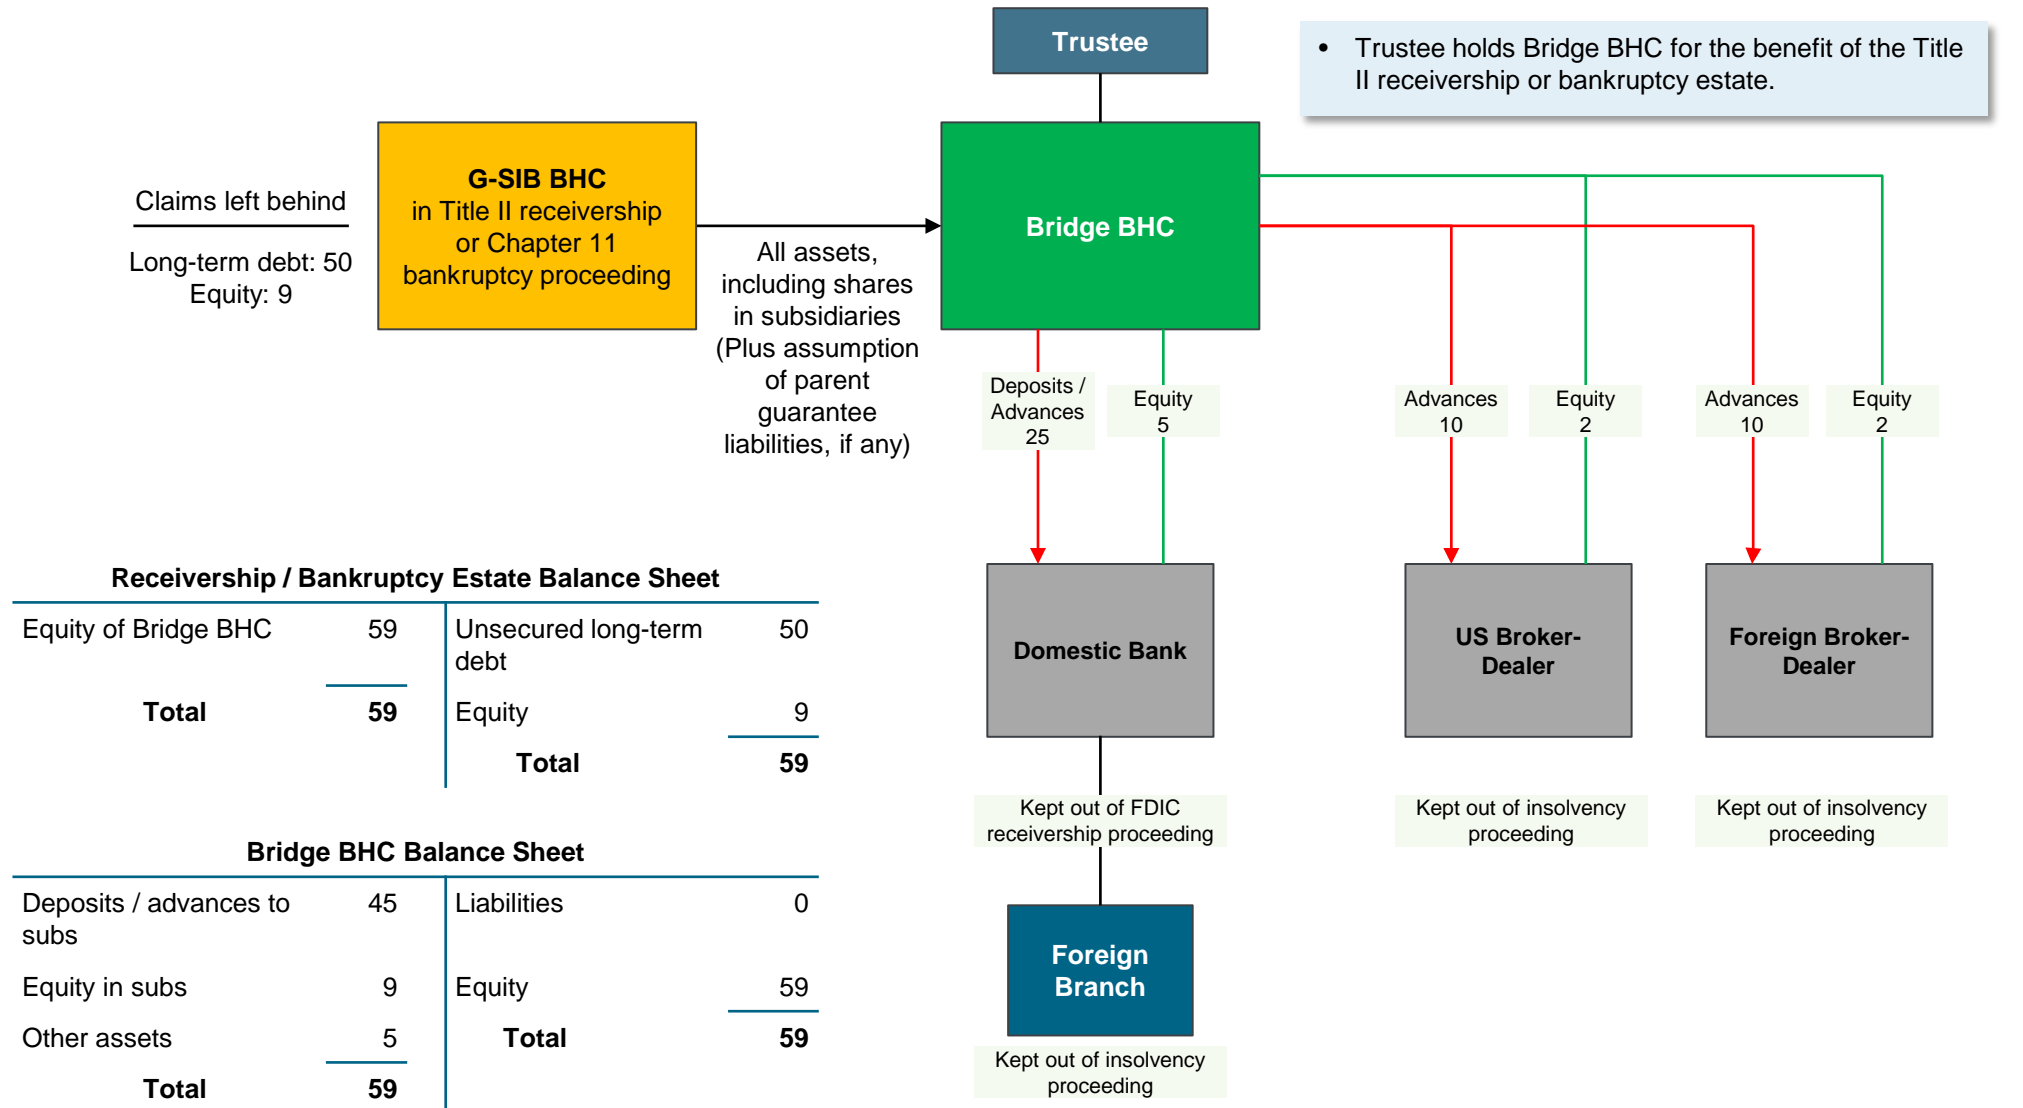 Trustee
• Trustee holds Bridge BHC for the benefit of the Title
II receivership or bankruptcy estate.
Claims left behind
Long-term debt: 50
Equity: 9
G-SIB BHC
in Title II receivership
or Chapter 11
bankruptcy proceeding
All assets,
including shares
in subsidiaries
(Plus assumption
of parent
guarantee
liabilities, if any)
Bridge BHC
Deposits /
Advances
25
Equity
5
Advances
10
Equity
2
Advances
10
Equity
2
Domestic Bank
US Broker-
Dealer
Foreign Broker-
Dealer
Kept out of FDIC
receivership proceeding
Kept out of insolvency
proceeding
Kept out of insolvency
proceeding
Foreign
Branch
Kept out of insolvency
proceeding
Receivership / Bankruptcy Estate Balance Sheet
Equity of Bridge BHC 59 Unsecured long-term 50
debt
Total 59 Equity 9
Total 59
Bridge BHC Balance Sheet
Deposits / advances to 45 Liabilities 0
subs
Equity in subs 9 Equity 59
Other assets 5 Total 59
Total 59